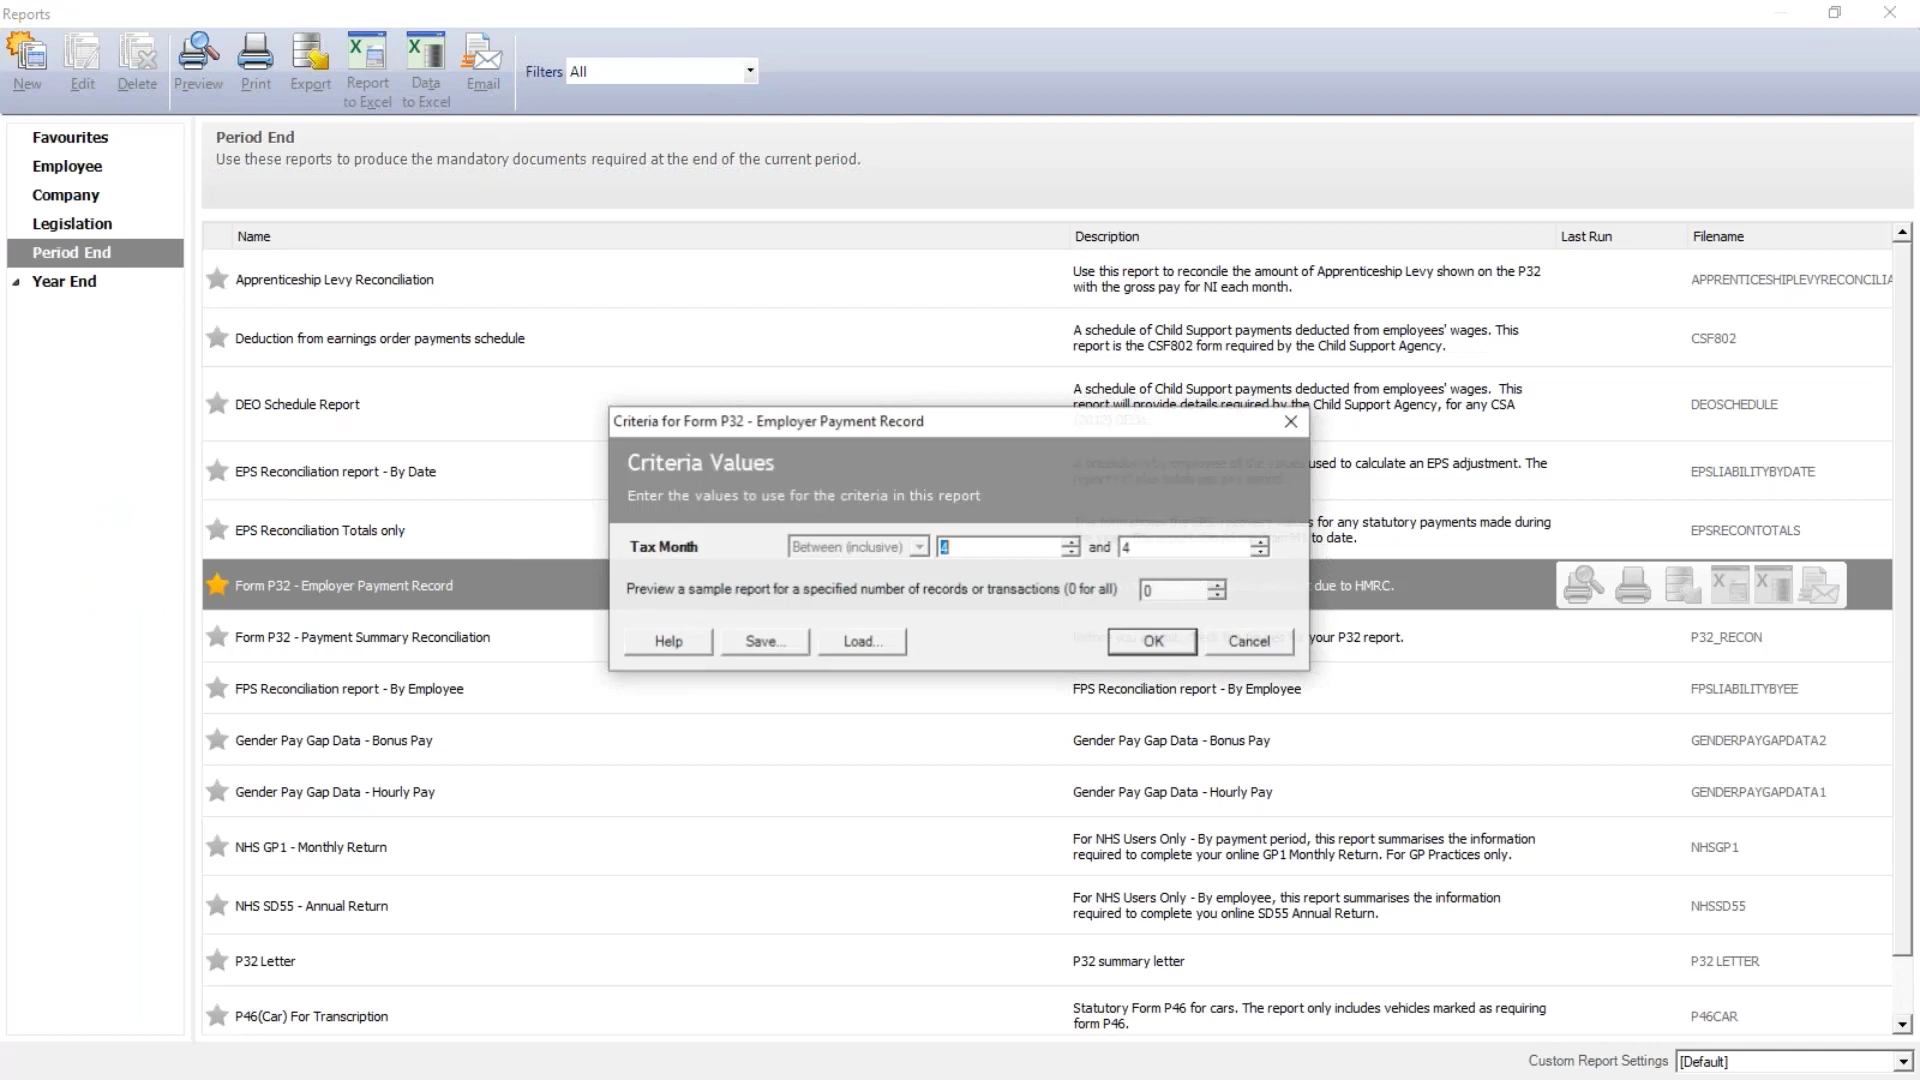 Reports
New
Edit
Delete
Preview
Print
Export
Report
to Excel
Data
to Excel
Email
Filters All
Favourites
Employee
Company
Legislation
Period End
Year End
Period End
Use these reports to produce the mandatory documents required at the end of the current period.
Name Description Last Run Filename
Apprenticeship Levy Reconciliation
Use this report to reconcile the amount of Apprenticeship Levy shown on the P32
with the gross pay for NI each month.
APPRENTICESHIPLEVYRECONCILIA
Deduction from earnings order payments schedule
A schedule of Child Support payments deducted from employees' wages. This
report is the CSF802 form required by the Child Support Agency.
CSF802
DEO Schedule Report
A schedule of Child Support payments deducted from employees' wages. This
report will provide details required by the Child Support Agency, for any CSA
DEOSCHEDULE
EPS Reconciliation report - By Date
used to calculate an EPS adjustment. The
EPSLIABILITYBYDATE
EPS Reconciliation Totals only
for any statutory payments made during
to date.
EPSRECONTOTALS
Form P32 - Employer Payment Record
due to HMRC.
Form P32 - Payment Summary Reconciliation
your P32 report.
P32_RECON
FPS Reconciliation report - By Employee
FPS Reconciliation report - By Employee
FPSLIABILITYBYEE
Gender Pay Gap Data - Bonus Pay
Gender Pay Gap Data - Bonus Pay
GENDERPAYGAPDATA2
Gender Pay Gap Data - Hourly Pay
Gender Pay Gap Data - Hourly Pay
GENDERPAYGAPDATA1
NHS GP1 - Monthly Return
For NHS Users Only - By payment period, this report summarises the information
required to complete your online GP1 Monthly Return. For GP Practices only.
NHSGP1
NHS SD55 - Annual Return
For NHS Users Only - By employee, this report summarises the information
required to complete you online SD55 Annual Return.
NHSSD55
P32 Letter
P32 summary letter
P32 LETTER
P46(Car) For Transcription
Statutory Form P46 for cars. The report only includes vehicles marked as requiring
form P46.
P46CAR
Criteria for Form P32 - Employer Payment Record
Criteria Values
Enter the values to use for the criteria in this report
Tax Month Between (inclusive) 4 and 4
Preview a sample report for a specified number of records or transactions (0 for all) 0
Help Save... Load... OK Cancel
Custom Report Settings [Default]